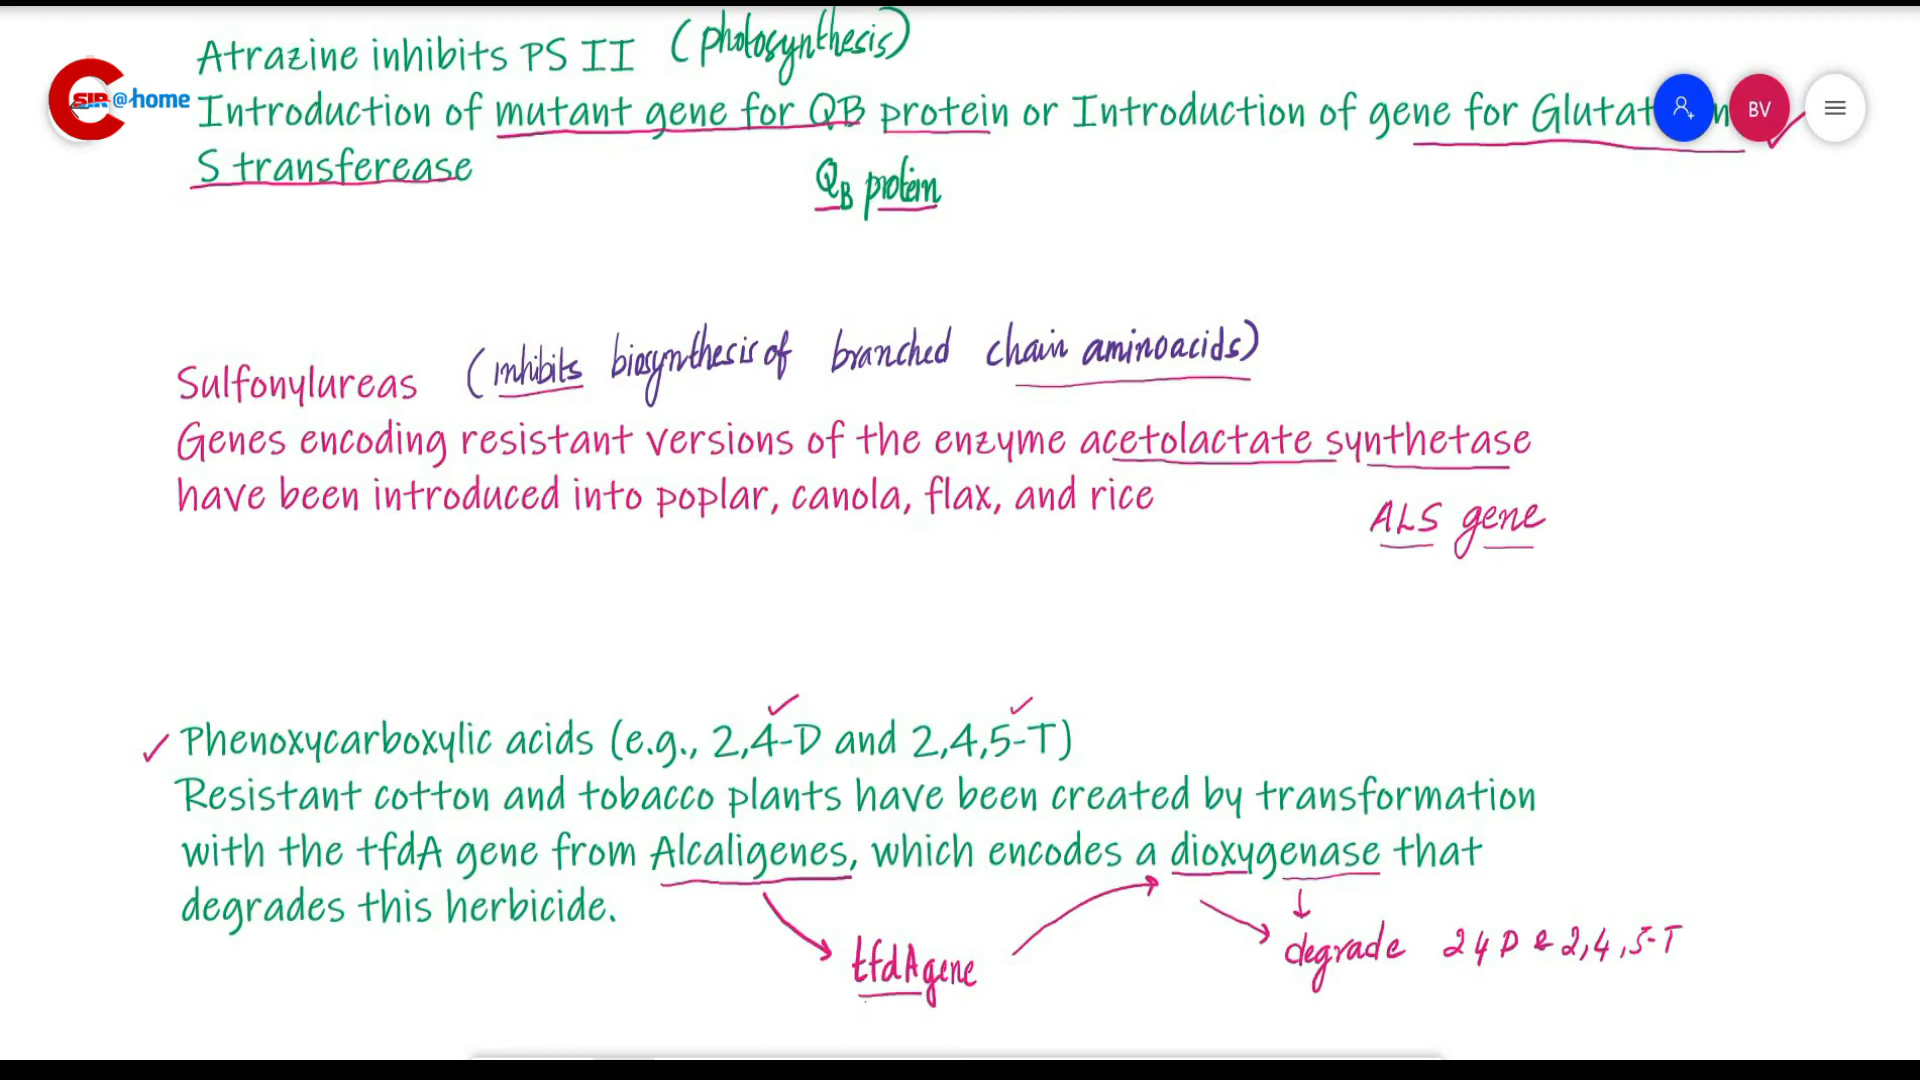 Atrazine inhibits PS II (photosynthesis)
CSIR@home
Introduction of mutant gene for QB protein or Introduction of gene for Glutat n
BV
S transferease
QB protein
Sulfonylureas (inhibits biosynthesis of branched chain aminoacids)
Genes encoding resistant versions of the enzyme acetolactate synthetase
have been introduced into poplar, canola, flax, and rice
ALS gene
Phenoxycarboxylic acids (e.g., 2,4-D and 2,4,5-T)
Resistant cotton and tobacco plants have been created by transformation
with the tfdA gene from Alcaligenes, which encodes a dioxygenase that
degrades this herbicide.
tfdA gene
degrade 24 D & 2,4,5-T